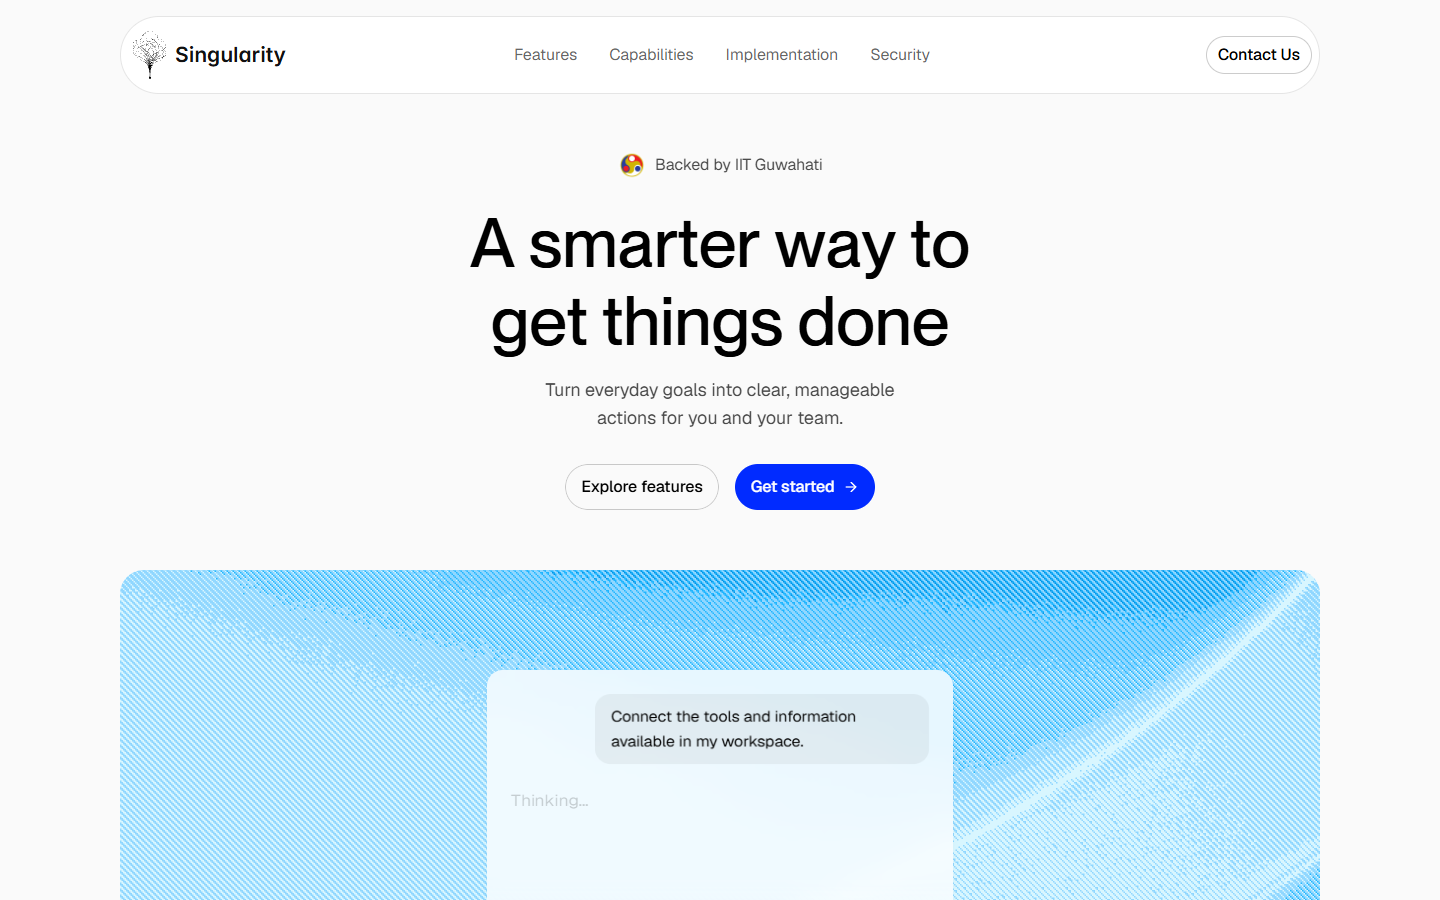 Singularity
Features
Capabilities
Implementation
Security
Contact Us
Backed by IIT Guwahati
A smarter way to
get things done
Turn everyday goals into clear, manageable
actions for you and your team.
Explore features
Get started →
Connect the tools and information
available in my workspace.
Thinking...